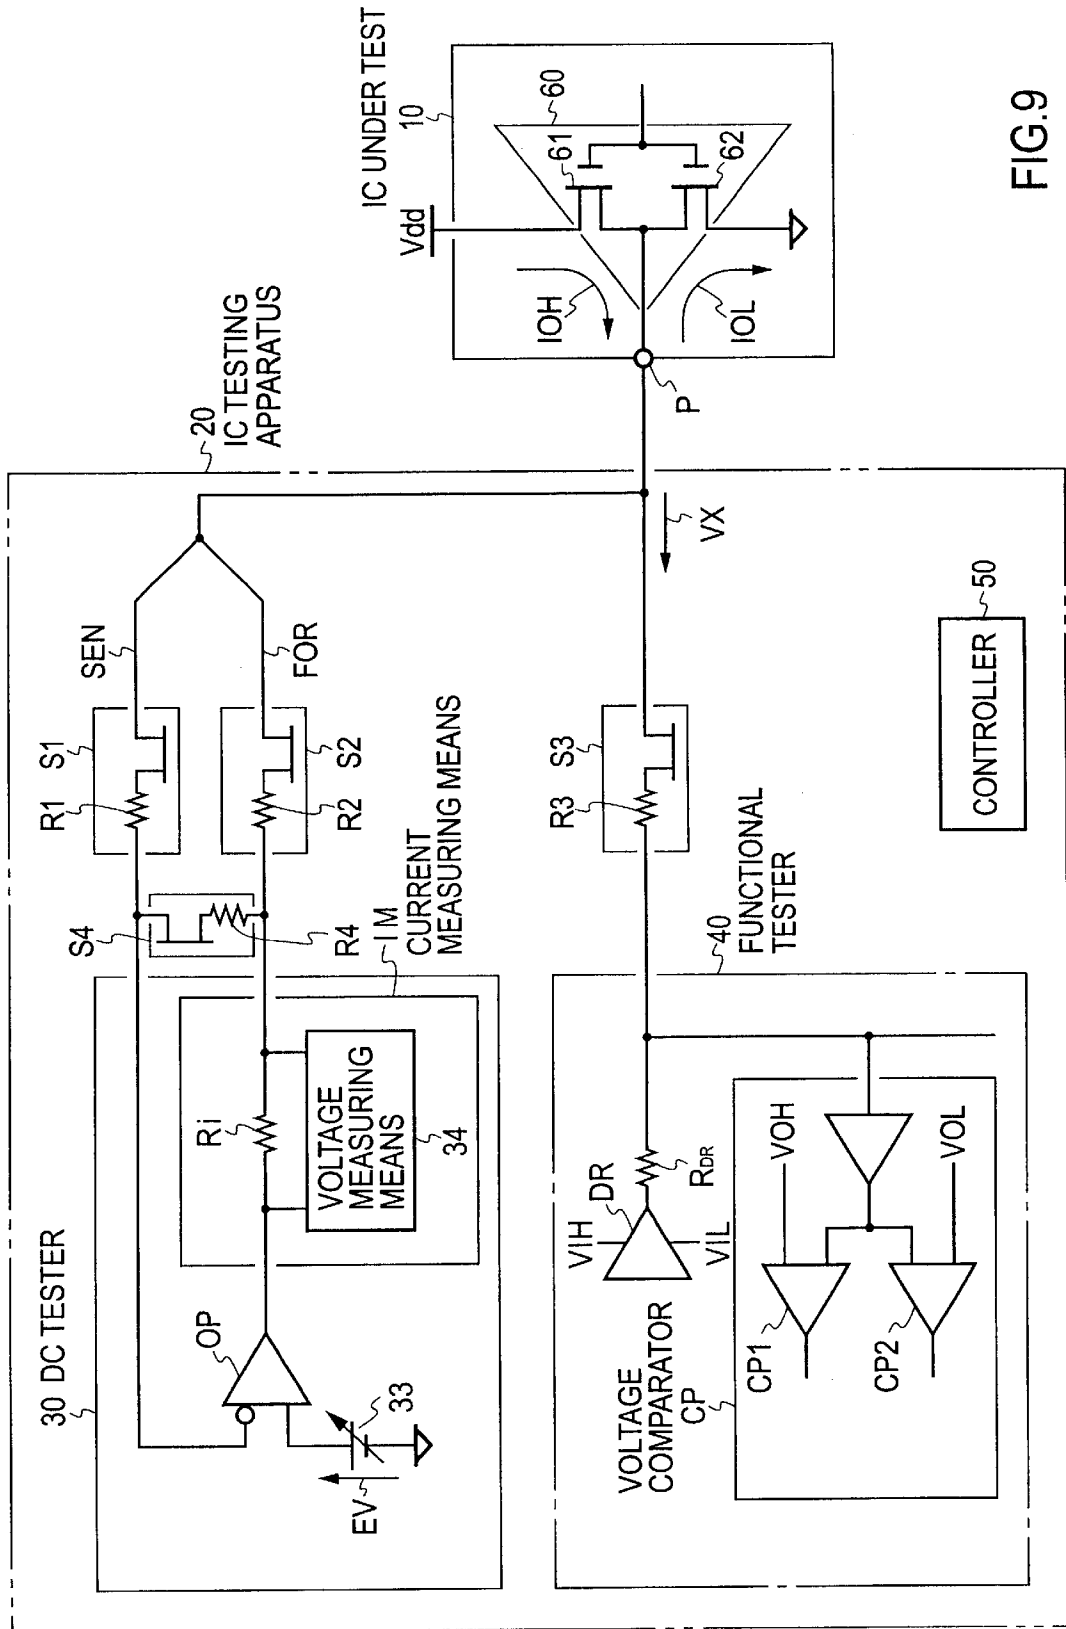 IC UNDER TEST
10
20
IC TESTING
APPARATUS
Vdd
60
61
62
IOH
IOL
P
VX
SEN
FOR
S1
R1
S2
R2
S3
R3
S4
R4
IM
CURRENT
MEASURING MEANS
30 DC TESTER
Ri
VOLTAGE
MEASURING
MEANS
34
OP
33
EV
40
FUNCTIONAL
TESTER
VIH
DR
VIL
RDR
VOLTAGE
COMPARATOR
CP
VOH
VOL
CP1
CP2
50
CONTROLLER
FIG.9